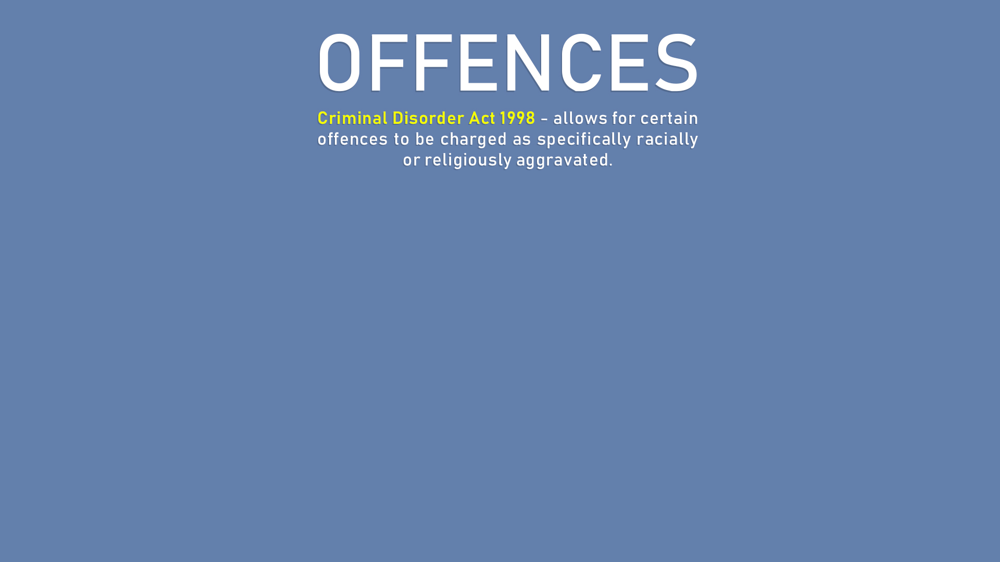 OFFENCES
Criminal Disorder Act 1998 - allows for certain
offences to be charged as specifically racially
or religiously aggravated.